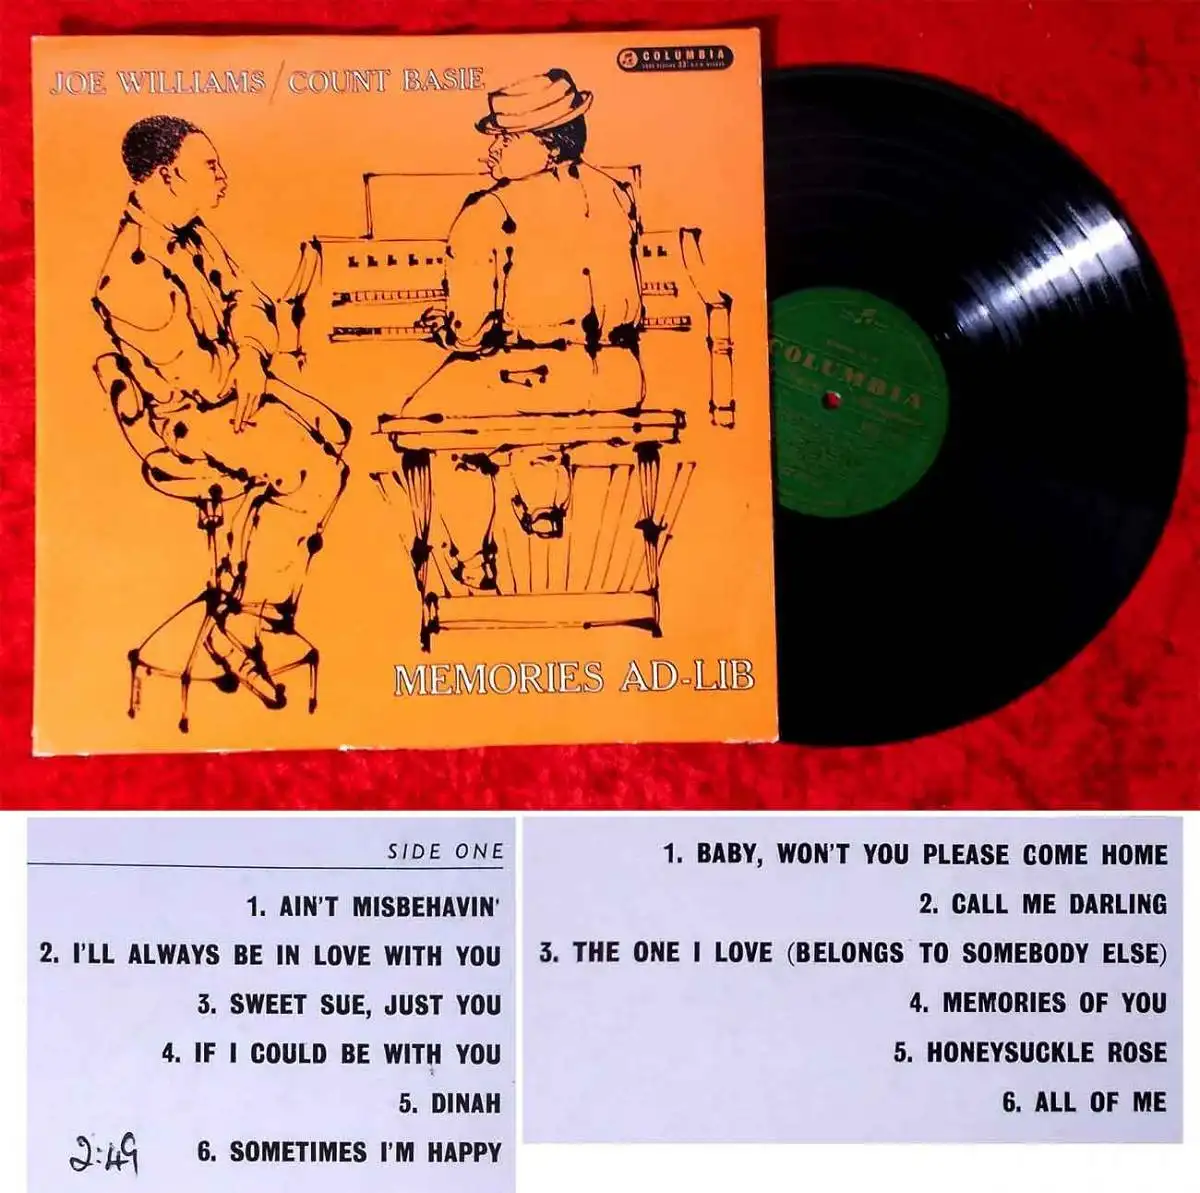 JOE WILLIAMS / COUNT BASIE
COLUMBIA
MEMORIES AD-LIB
COLUMBIA
SIDE ONE
1. AIN'T MISBEHAVIN'
2. I'LL ALWAYS BE IN LOVE WITH YOU
3. SWEET SUE, JUST YOU
4. IF I COULD BE WITH YOU
5. DINAH
2:49 6. SOMETIMES I'M HAPPY
1. BABY, WON'T YOU PLEASE COME HOME
2. CALL ME DARLING
3. THE ONE I LOVE (BELONGS TO SOMEBODY ELSE)
4. MEMORIES OF YOU
5. HONEYSUCKLE ROSE
6. ALL OF ME